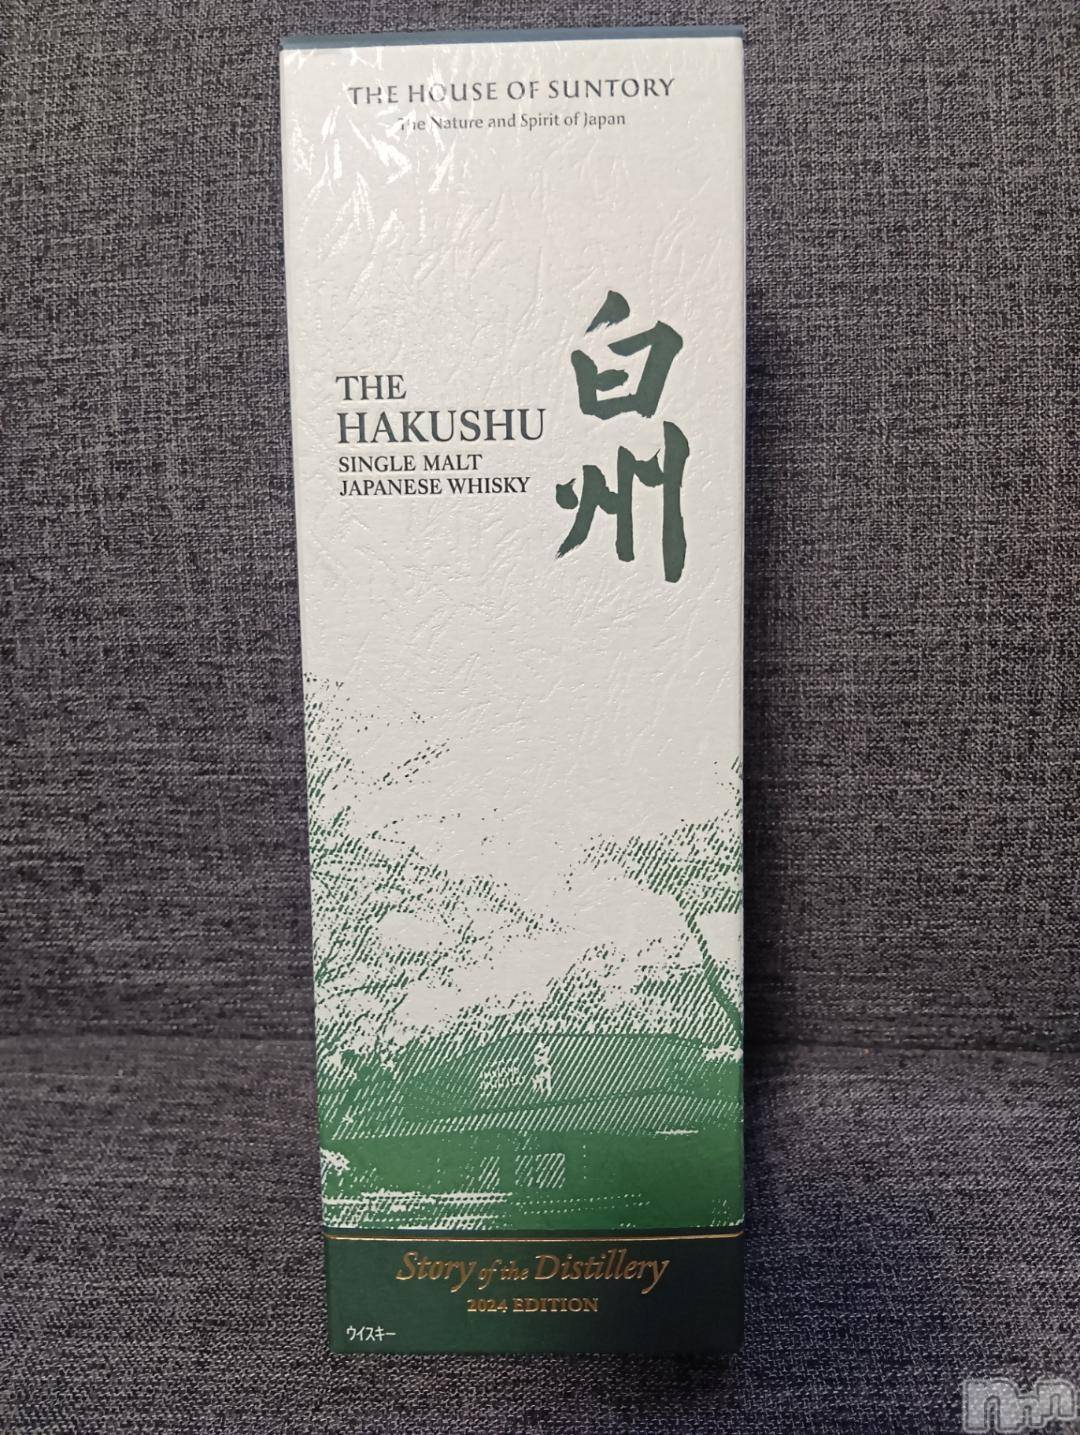 THE HOUSE OF SUNTORY
The Nature and Spirit of Japan
白州
THE
HAKUSHU
SINGLE MALT
JAPANESE WHISKY
Story of the Distillery
2024 EDITION
ウイスキー